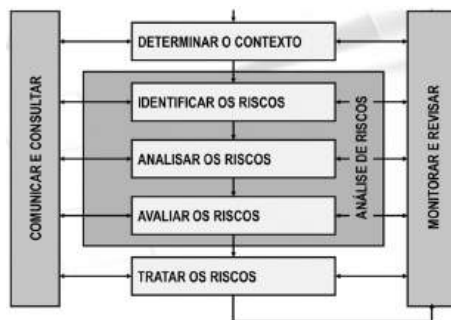 DETERMINAR O CONTEXTO
IDENTIFICAR OS RISCOS
ANALISAR OS RISCOS
AVALIAR OS RISCOS
TRATAR OS RISCOS
COMUNICAR E CONSULTAR
ANÁLISE DE RISCOS
MONITORAR E REVISAR